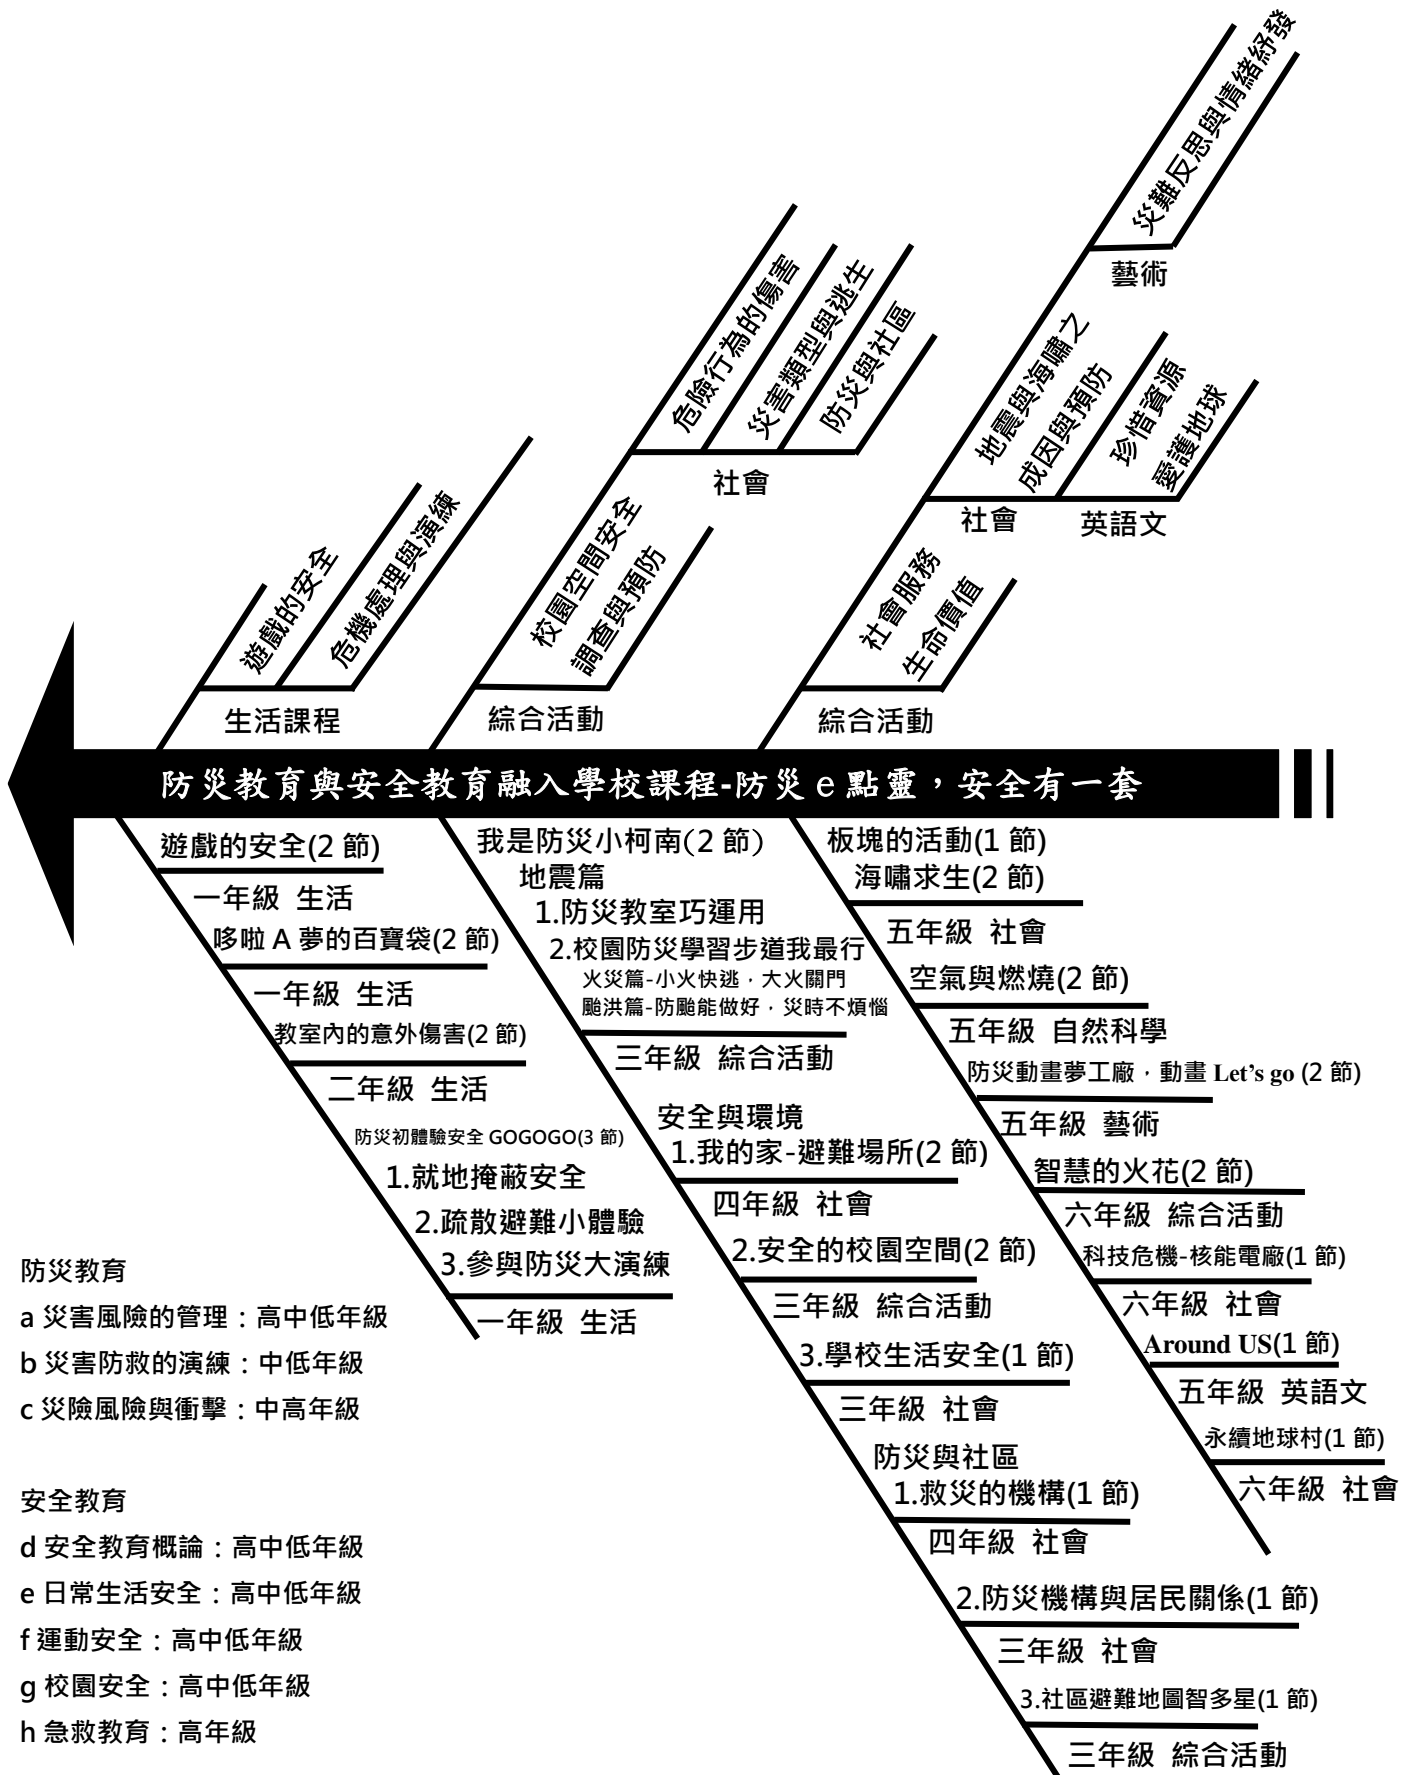 災難反思與情緒紓發
藝術
危險行為的傷害
災害類型與逃生
防災與社區
社會
地震與海嘯之
成因與預防
珍惜資源
愛護地球
社會
英語文
遊戲的安全
危機處理與演練
生活課程
校園空間安全
調查與預防
綜合活動
社會服務
生命價值
綜合活動
防災教育與安全教育融入學校課程-防災e點靈，安全有一套
遊戲的安全(2 節)
一年級 生活
哆啦 A 夢的百寶袋(2 節)
一年級 生活
教室內的意外傷害(2 節)
二年級 生活
防災初體驗安全 GOGOGO(3 節)
1.就地掩蔽安全
2.疏散避難小體驗
3.參與防災大演練
一年級 生活
我是防災小柯南(2 節)
地震篇
1.防災教室巧運用
2.校園防災學習步道我最行
火災篇-小火快逃，大火關門
颱洪篇-防颱能做好，災時不煩惱
三年級 綜合活動
安全與環境
1.我的家-避難場所(2 節)
四年級 社會
2.安全的校園空間(2 節)
三年級 綜合活動
3.學校生活安全(1 節)
三年級 社會
防災與社區
1.救災的機構(1 節)
四年級 社會
2.防災機構與居民關係(1 節)
三年級 社會
3.社區避難地圖智多星(1 節)
三年級 綜合活動
板塊的活動(1 節)
海嘯求生(2 節)
五年級 社會
空氣與燃燒(2 節)
五年級 自然科學
防災動畫夢工廠，動畫 Let's go (2 節)
五年級 藝術
智慧的火花(2 節)
六年級 綜合活動
科技危機-核能電廠(1 節)
六年級 社會
Around US(1 節)
五年級 英語文
永續地球村(1 節)
六年級 社會
防災教育
a 災害風險的管理：高中低年級
b 災害防救的演練：中低年級
c 災險風險與衝擊：中高年級
安全教育
d 安全教育概論：高中低年級
e 日常生活安全：高中低年級
f 運動安全：高中低年級
g 校園安全：高中低年級
h 急救教育：高年級